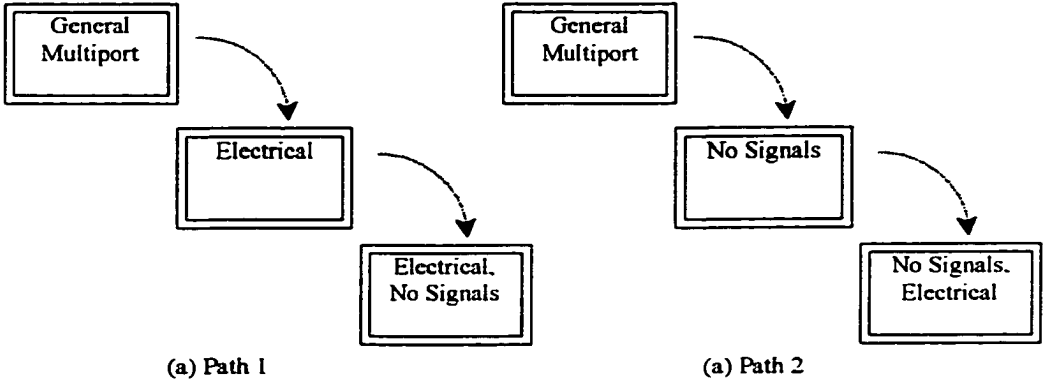 General
Multiport
Electrical
Electrical,
No Signals
(a) Path 1
General
Multiport
No Signals
No Signals,
Electrical
(a) Path 2